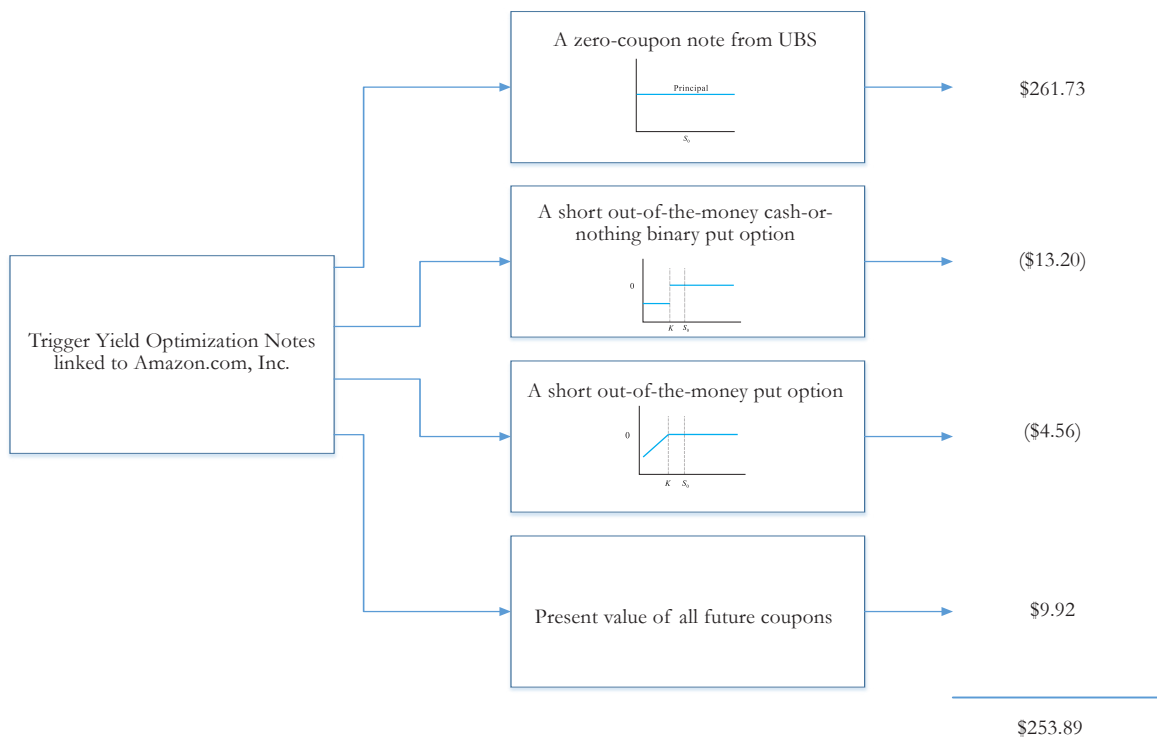 A zero-coupon note from UBS
Principal
S₀
$261.73
A short out-of-the-money cash-or-
nothing binary put option
0
K S₀
($13.20)
Trigger Yield Optimization Notes
linked to Amazon.com, Inc.
A short out-of-the-money put option
0
K S₀
($4.56)
Present value of all future coupons
$9.92
$253.89